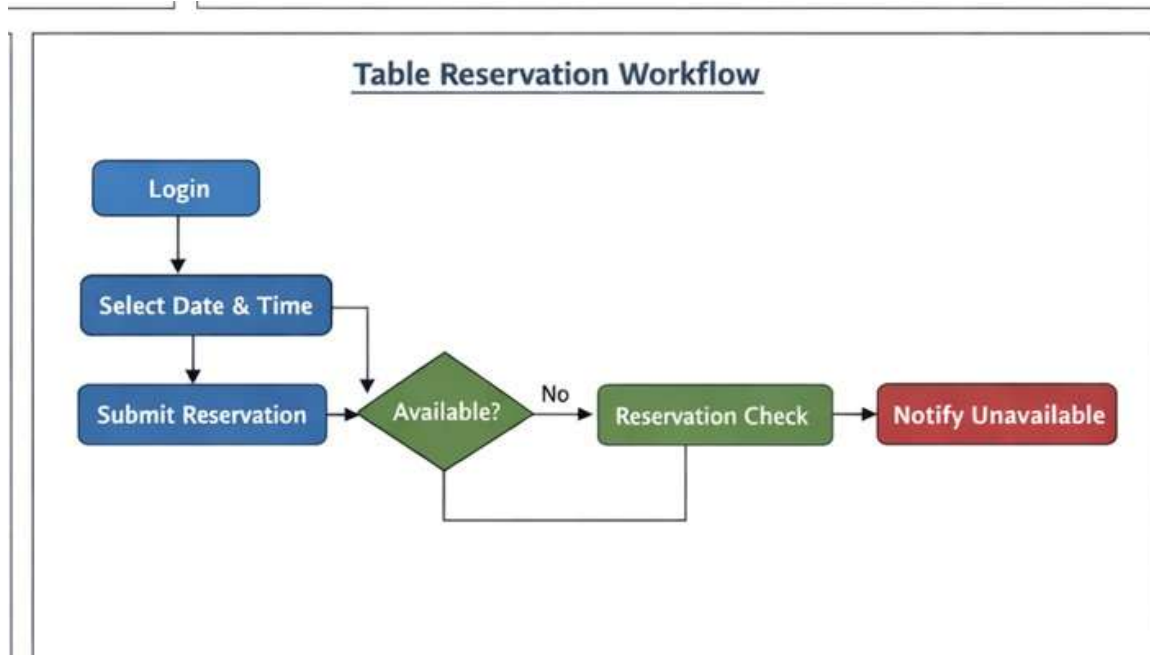 Table Reservation Workflow
Login
Select Date & Time
Submit Reservation
Available?
No
Reservation Check
Notify Unavailable